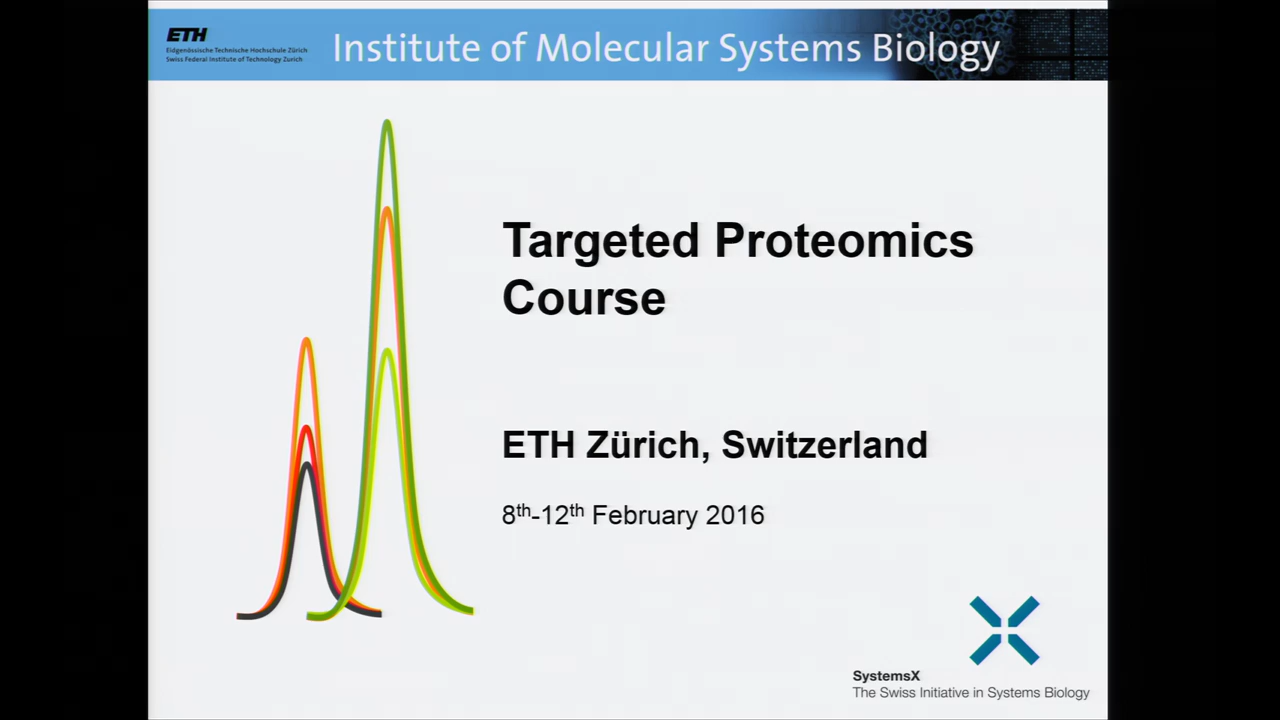 ETH
Eidgenössische Technische Hochschule Zürich
Swiss Federal Institute of Technology Zurich
Institute of Molecular Systems Biology
Targeted Proteomics
Course
ETH Zürich, Switzerland
8th-12th February 2016
SystemsX
The Swiss Initiative in Systems Biology